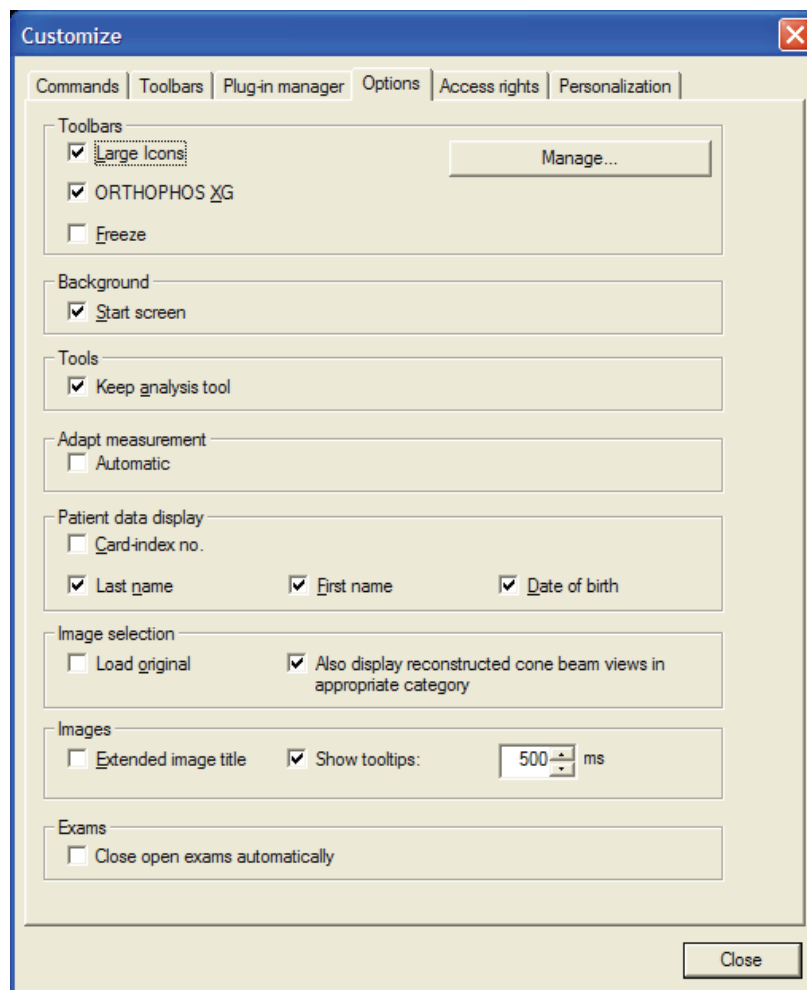 Customize
Commands Toolbars Plug-in manager Options Access rights Personalization
Toolbars
Large Icons Manage...
ORTHOPHOS XG
Freeze
Background
Start screen
Tools
Keep analysis tool
Adapt measurement
Automatic
Patient data display
Card-index no.
Last name First name Date of birth
Image selection
Load original Also display reconstructed cone beam views in
appropriate category
Images
Extended image title Show tooltips: 500 ms
Exams
Close open exams automatically
Close